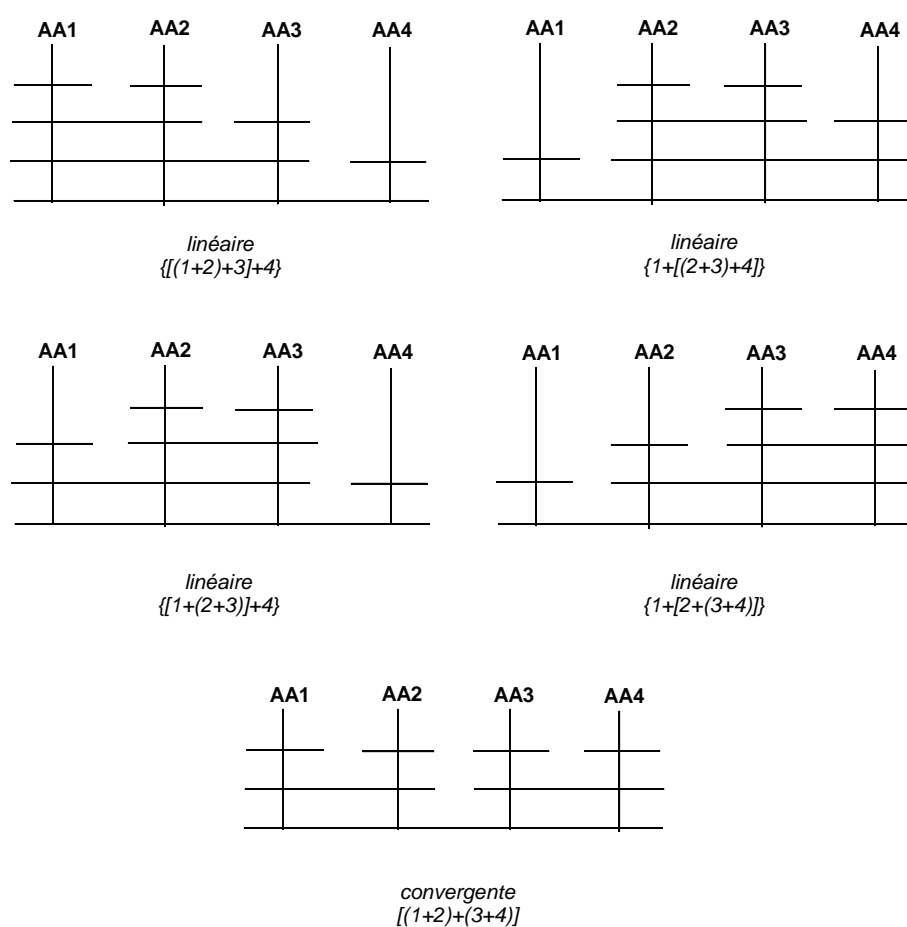 AA1 AA2 AA3 AA4
AA1 AA2 AA3 AA4
linéaire
{[(1+2)+3]+4}
linéaire
{1+[(2+3)+4]}
AA1 AA2 AA3 AA4
AA1 AA2 AA3 AA4
linéaire
{[1+(2+3)]+4}
linéaire
{1+[2+(3+4)]}
AA1 AA2 AA3 AA4
convergente
[(1+2)+(3+4)]